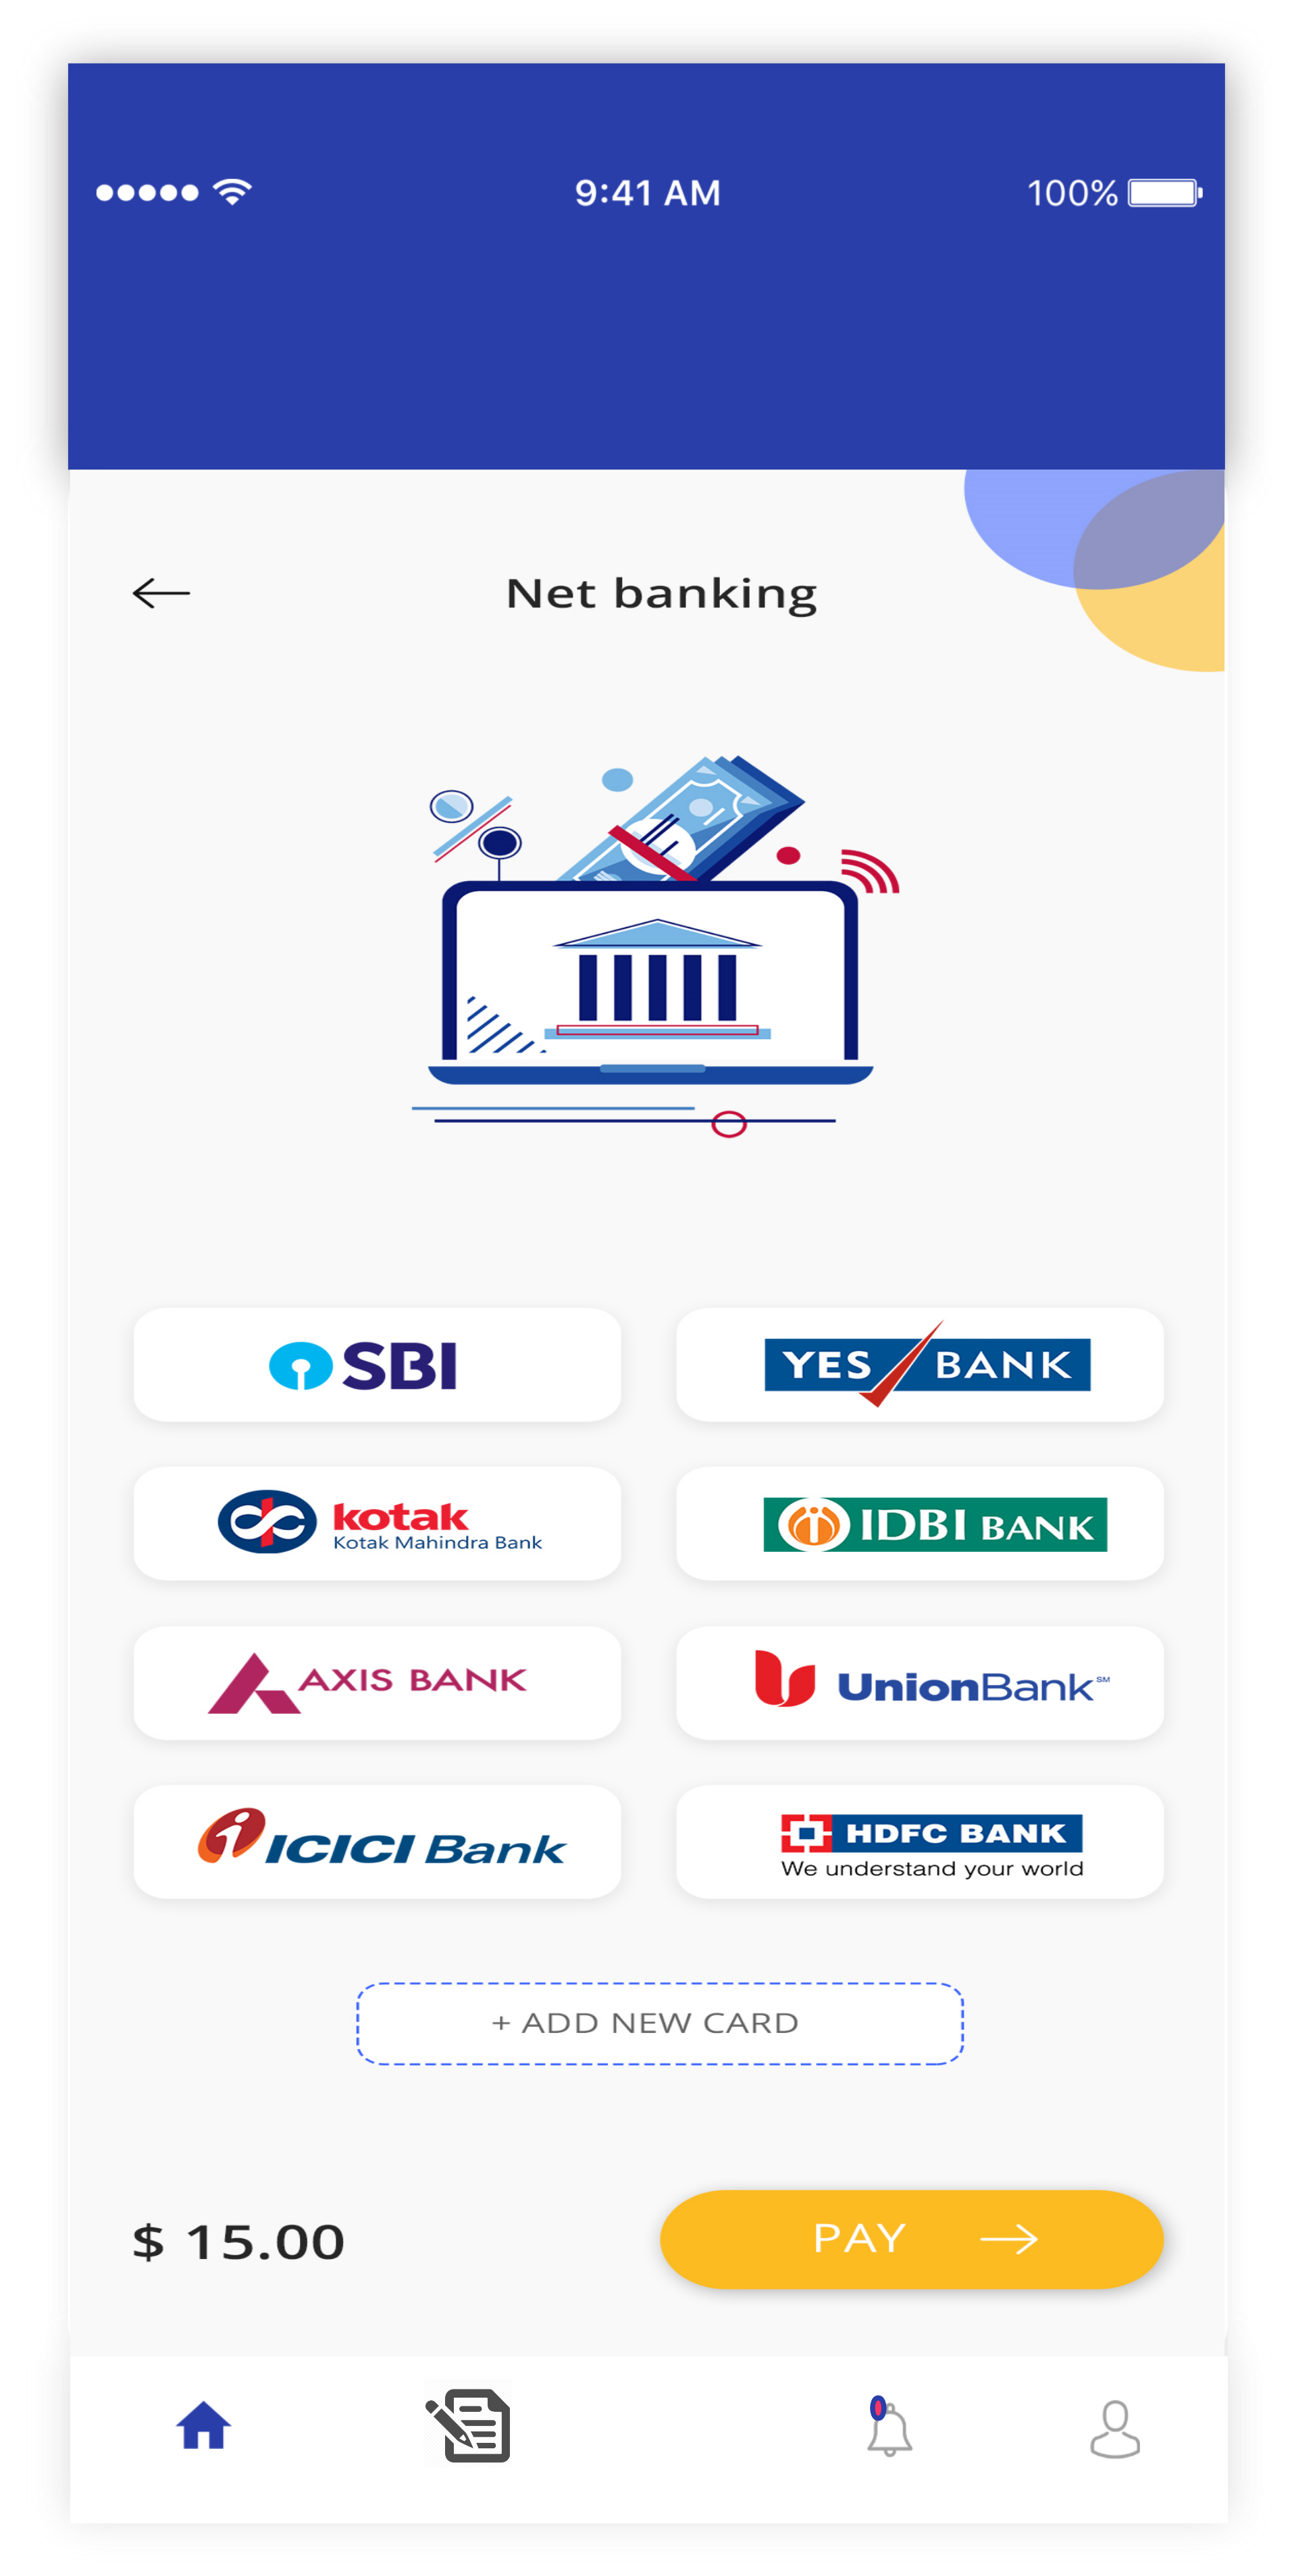 9:41 AM
100%
Net banking
SBI
YES BANK
kotak
Kotak Mahindra Bank
IDBI BANK
AXIS BANK
UnionBank℠
ICICI Bank
HDFC BANK
We understand your world
+ ADD NEW CARD
$ 15.00
PAY